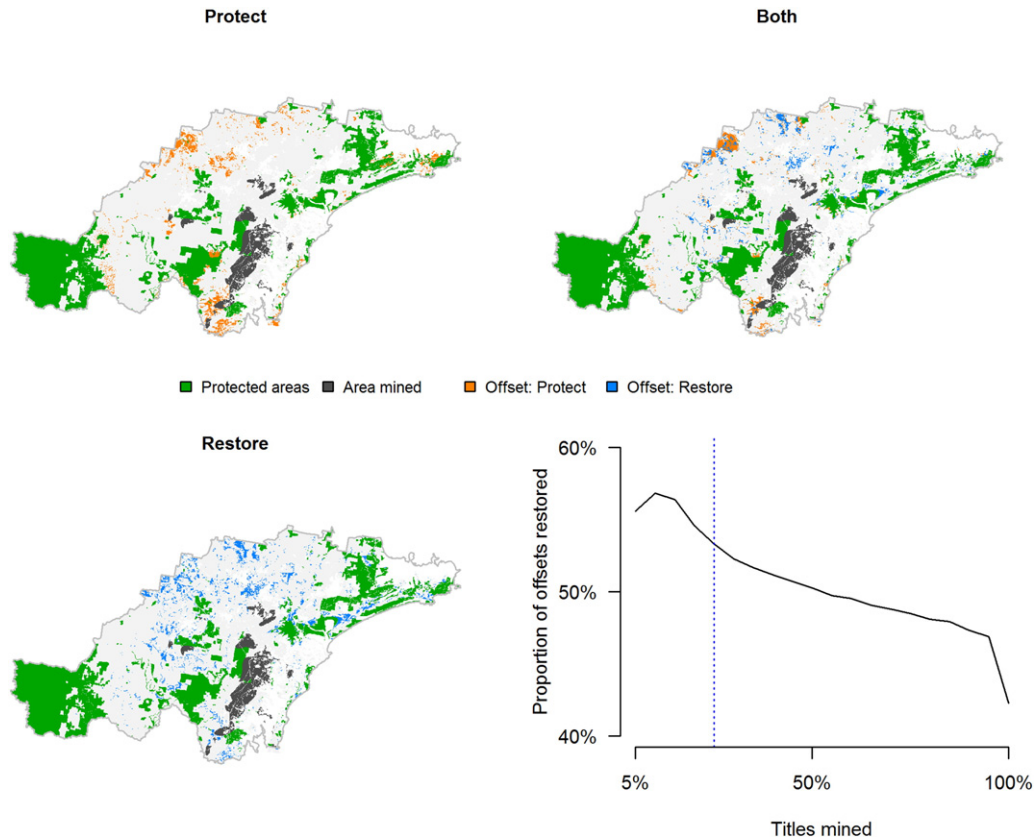 Protect
Both
Protected areas Area mined Offset: Protect Offset: Restore
Restore
60%
50%
40%
Proportion of offsets restored
5% 50% 100%
Titles mined